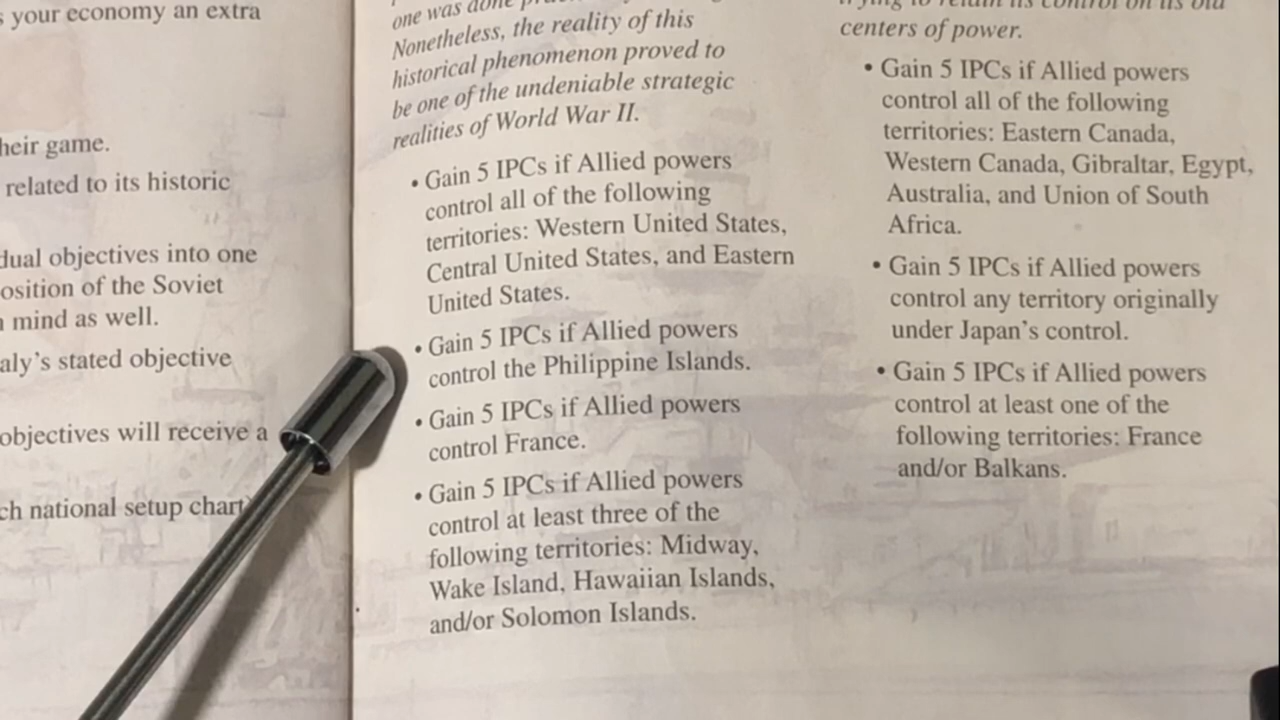 s your economy an extra
heir game.
related to its historic
dual objectives into one
osition of the Soviet
mind as well.
aly's stated objective
objectives will receive a
ch national setup chart
one was done
Nonetheless, the reality of this
historical phenomenon proved to
be one of the undeniable strategic
realities of World War II.
• Gain 5 IPCs if Allied powers
control all of the following
territories: Western United States,
Central United States, and Eastern
United States.
• Gain 5 IPCs if Allied powers
control the Philippine Islands.
• Gain 5 IPCs if Allied powers
control France.
• Gain 5 IPCs if Allied powers
control at least three of the
following territories: Midway,
Wake Island, Hawaiian Islands,
and/or Solomon Islands.
trying to retain its control on its old
centers of power.
• Gain 5 IPCs if Allied powers
control all of the following
territories: Eastern Canada,
Western Canada, Gibraltar, Egypt,
Australia, and Union of South
Africa.
• Gain 5 IPCs if Allied powers
control any territory originally
under Japan's control.
• Gain 5 IPCs if Allied powers
control at least one of the
following territories: France
and/or Balkans.